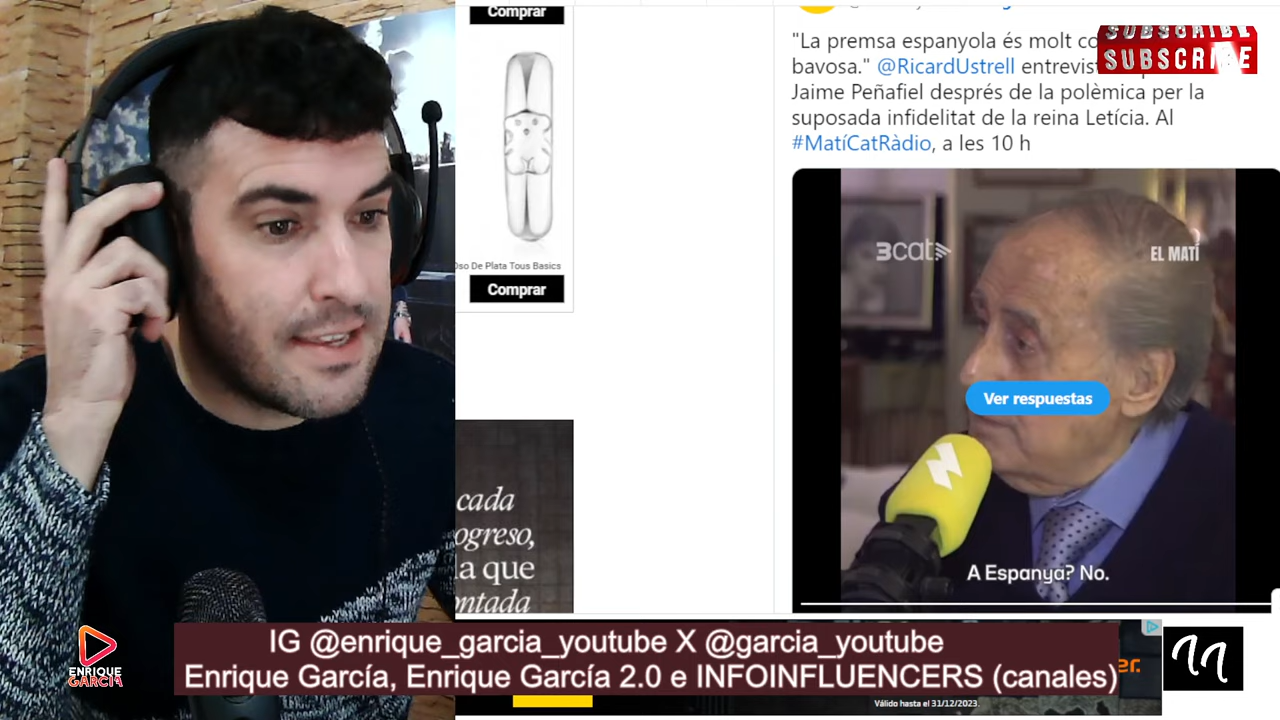 Comprar
"La premsa espanyola és molt co
bavosa." @RicardUstrell entrevist
Jaime Peñafiel després de la polèmica per la
suposada infidelitat de la reina Letícia. Al
#MatíCatRàdio, a les 10 h
SUBSCRIBE
SUBSCRIBE
Oso De Plata Tous Basics
Comprar
3cat
EL MATÍ
Ver respuestas
A Espanya? No.
cada
ogreso,
a que
ontada
ENRIQUE
GARCÍA
IG @enrique_garcia_youtube X @garcia_youtube
Enrique García, Enrique García 2.0 e INFOINFLUENCERS (canales)
er.
Válido hasta el 31/12/2023